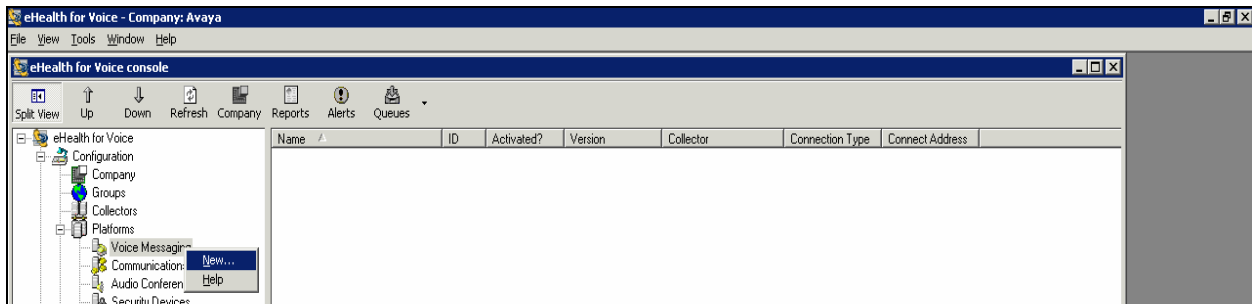 eHealth for Voice - Company: Avaya
File View Tools Window Help
eHealth for Voice console
Split View Up Down Refresh Company Reports Alerts Queues
Name ID Activated? Version Collector Connection Type Connect Address
eHealth for Voice
Configuration
Company
Groups
Collectors
Platforms
Voice Messaging
New...
Communication
Help
Audio Conferen
Security Devices